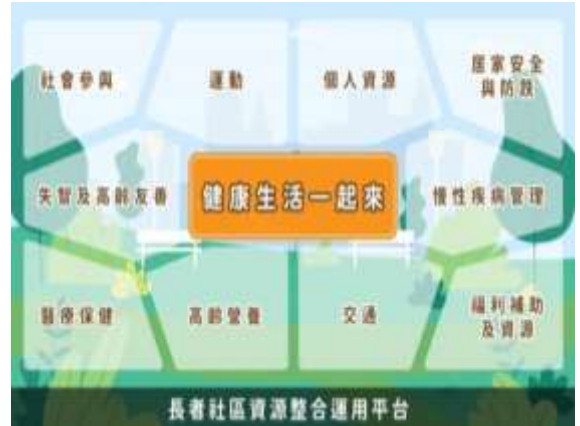 社會參與
運動
個人資源
居家安全
與防跌
失智及高齡友善
健康生活一起來
慢性疾病管理
醫療保健
高齡營養
交通
福利補助
及資源
長者社區資源整合運用平台